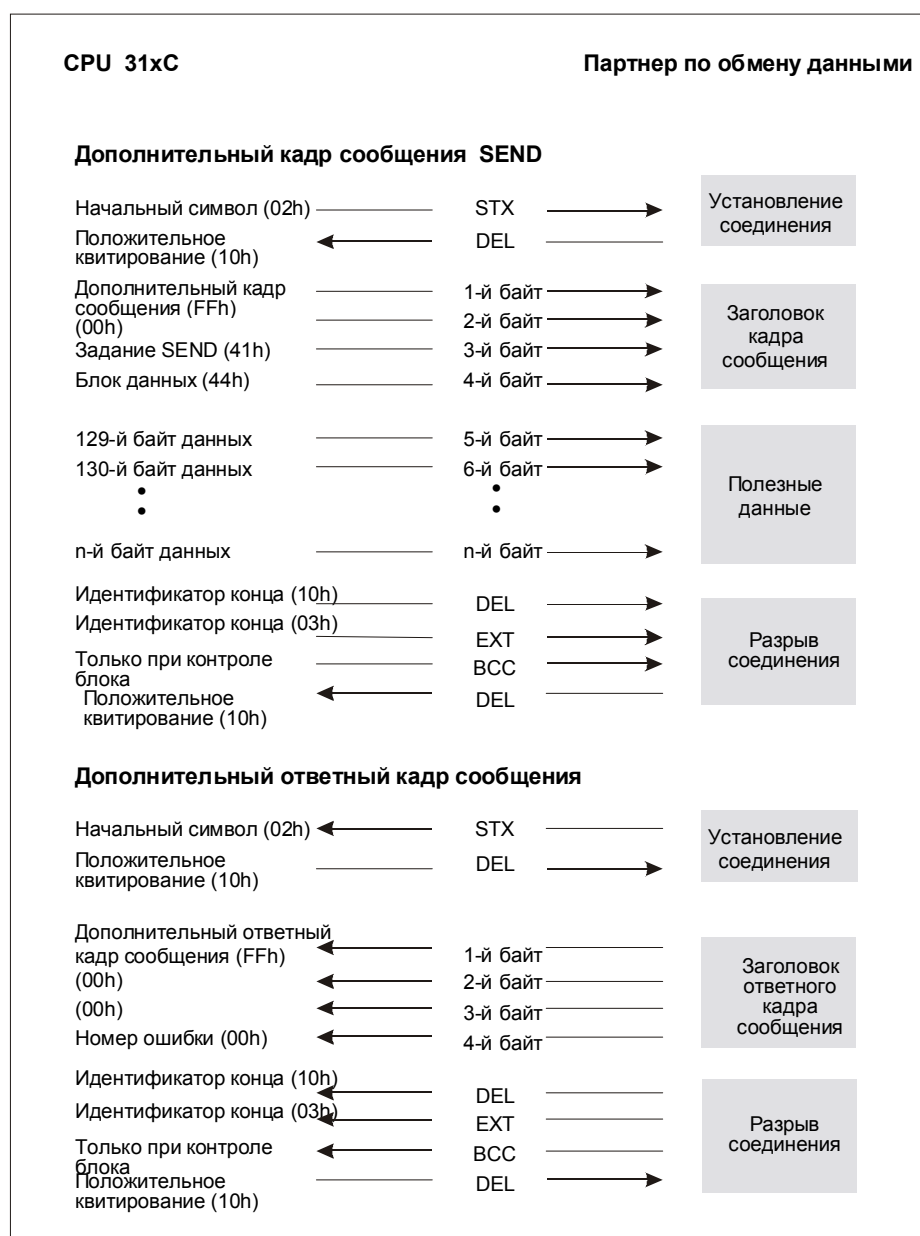 CPU 31xC Партнер по обмену данными
Дополнительный кадр сообщения SEND
Начальный символ (02h) STX Установление
соединения
Положительное
квитирование (10h) DEL
Дополнительный кадр
сообщения (FFh) 1-й байт
(00h) 2-й байт
Задание SEND (41h) 3-й байт
Блок данных (44h) 4-й байт
Заголовок
кадра
сообщения
129-й байт данных 5-й байт
130-й байт данных 6-й байт
• •
• •
n-й байт данных n-й байт
Полезные
данные
Идентификатор конца (10h) DEL
Идентификатор конца (03h) EXT
Только при контроле
блока BCC
Положительное
квитирование (10h) DEL
Разрыв
соединения
Дополнительный ответный кадр сообщения
Начальный символ (02h) STX
Положительное
квитирование (10h) DEL
Установление
соединения
Дополнительный ответный
кадр сообщения (FFh) 1-й байт
(00h) 2-й байт
(00h) 3-й байт
Номер ошибки (00h) 4-й байт
Заголовок
ответного
кадра
сообщения
Идентификатор конца (10h) DEL
Идентификатор конца (03h) EXT
Только при контроле
блока BCC
Положительное
квитирование (10h) DEL
Разрыв
соединения